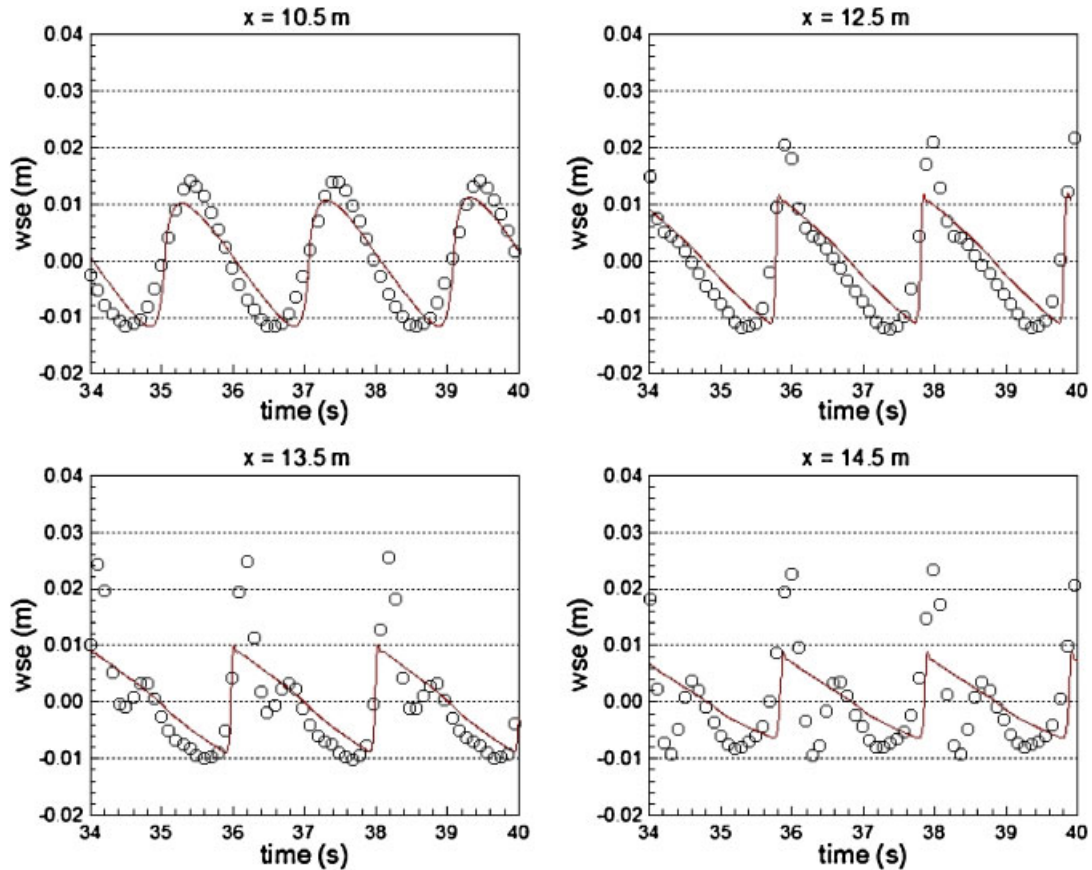 x = 10.5 m
x = 12.5 m
0.04
0.03
0.02
0.01
0.00
-0.01
-0.02
wse (m)
34 35 36 37 38 39 40
time (s)
0.04
0.03
0.02
0.01
0.00
-0.01
-0.02
wse (m)
34 35 36 37 38 39 40
time (s)
x = 13.5 m
x = 14.5 m
0.04
0.03
0.02
0.01
0.00
-0.01
-0.02
wse (m)
34 35 36 37 38 39 40
time (s)
0.04
0.03
0.02
0.01
0.00
-0.01
-0.02
wse (m)
34 35 36 37 38 39 40
time (s)